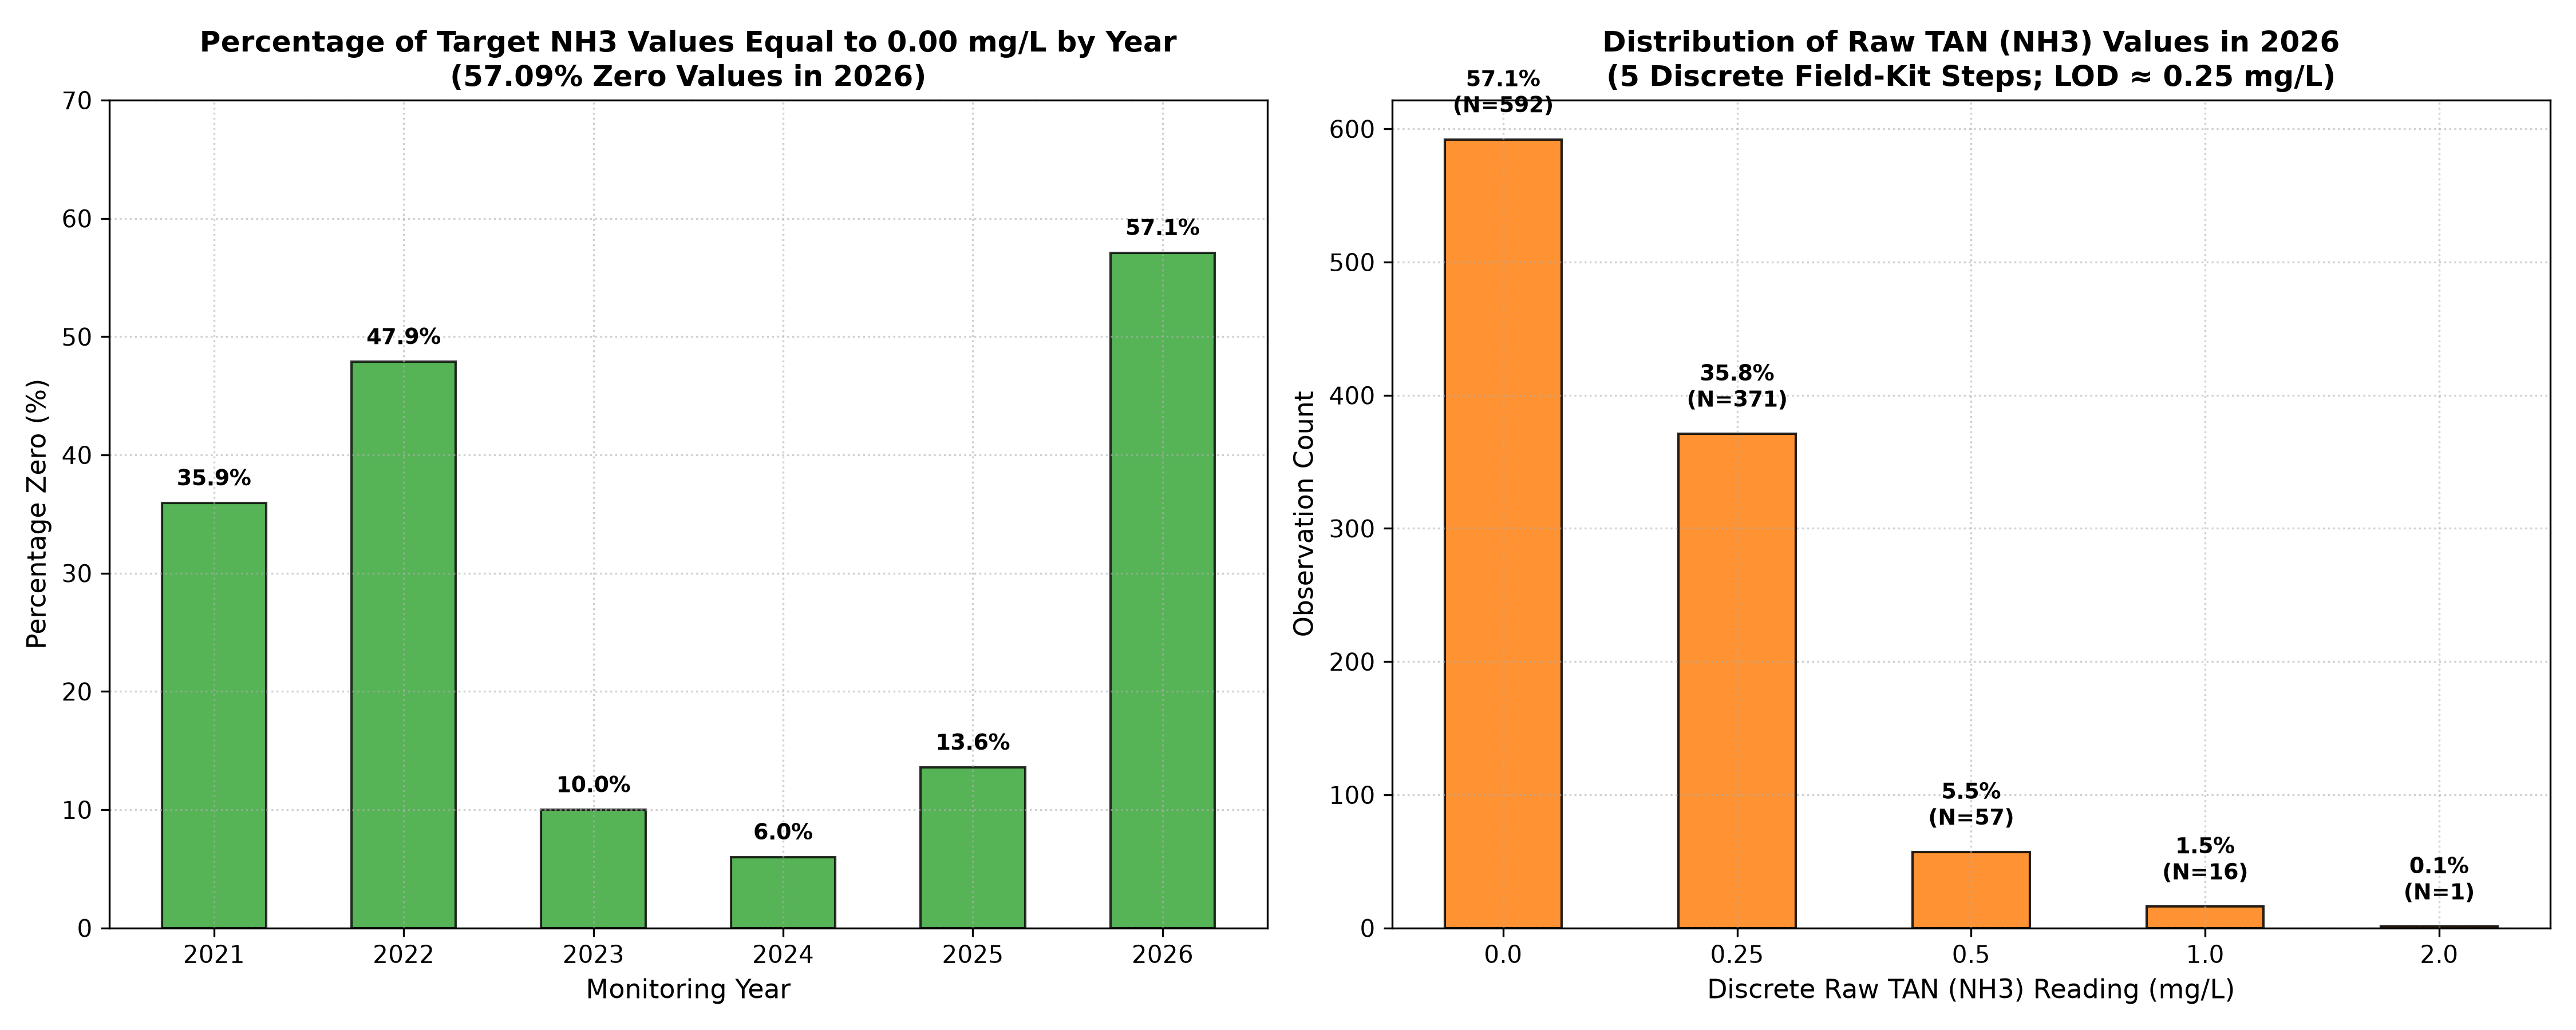 Percentage of Target NH3 Values Equal to 0.00 mg/L by Year
(57.09% Zero Values in 2026)
Percentage Zero (%)
70
60
50
40
30
20
10
0
35.9%
47.9%
10.0%
6.0%
13.6%
57.1%
2021
2022
2023
2024
2025
2026
Monitoring Year
Distribution of Raw TAN (NH3) Values in 2026
(5 Discrete Field-Kit Steps; LOD ≈ 0.25 mg/L)
Observation Count
600
500
400
300
200
100
0
57.1%
(N=592)
35.8%
(N=371)
5.5%
(N=57)
1.5%
(N=16)
0.1%
(N=1)
0.0
0.25
0.5
1.0
2.0
Discrete Raw TAN (NH3) Reading (mg/L)